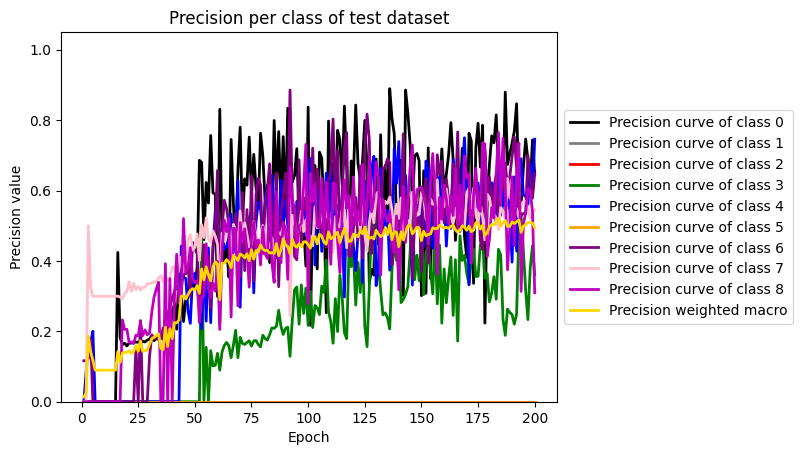 Precision per class of test dataset
Precision value
1.0
0.8
0.6
0.4
0.2
0.0
0
25
50
75
100
125
150
175
200
Epoch
Precision curve of class 0
Precision curve of class 1
Precision curve of class 2
Precision curve of class 3
Precision curve of class 4
Precision curve of class 5
Precision curve of class 6
Precision curve of class 7
Precision curve of class 8
Precision weighted macro